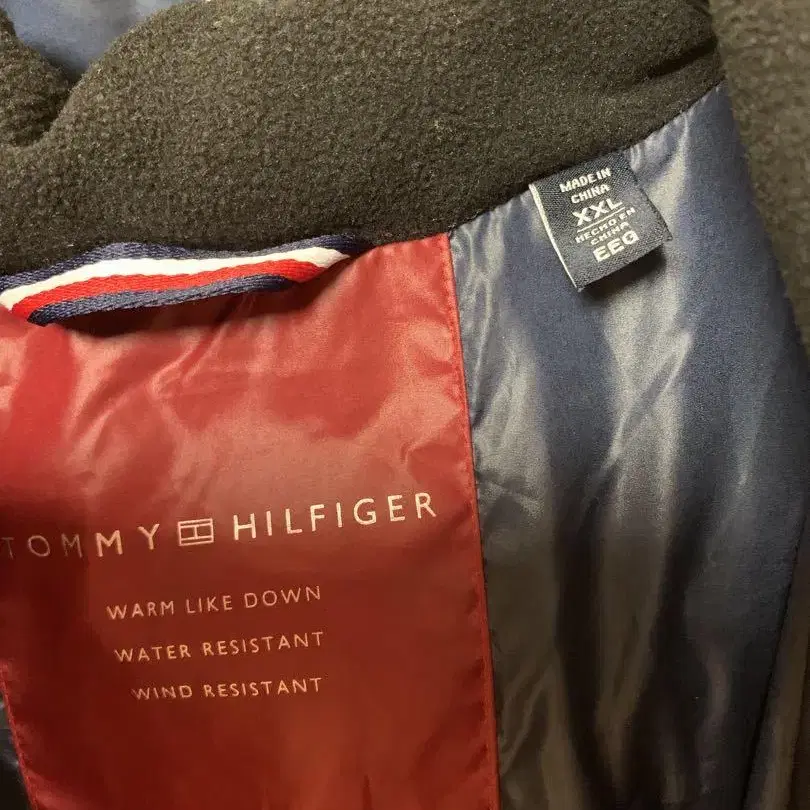 MADE IN
CHINA
XXL
HECHO EN
CHINA
EEG
TOMMY HILFIGER
WARM LIKE DOWN
WATER RESISTANT
WIND RESISTANT